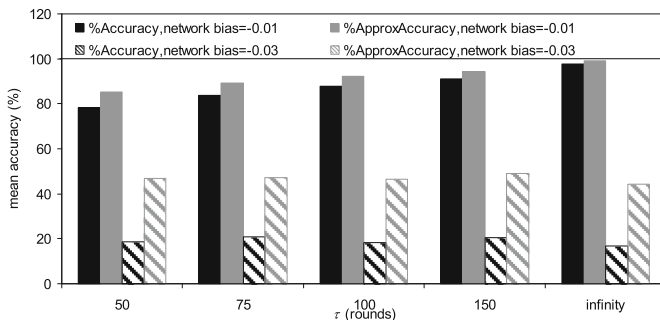 120
100
80
60
40
20
0
mean accuracy (%)
%Accuracy,network bias=-0.01
%ApproxAccuracy,network bias=-0.01
%Accuracy,network bias=-0.03
%ApproxAccuracy,network bias=-0.03
50 75 100 150 infinity
τ (rounds)